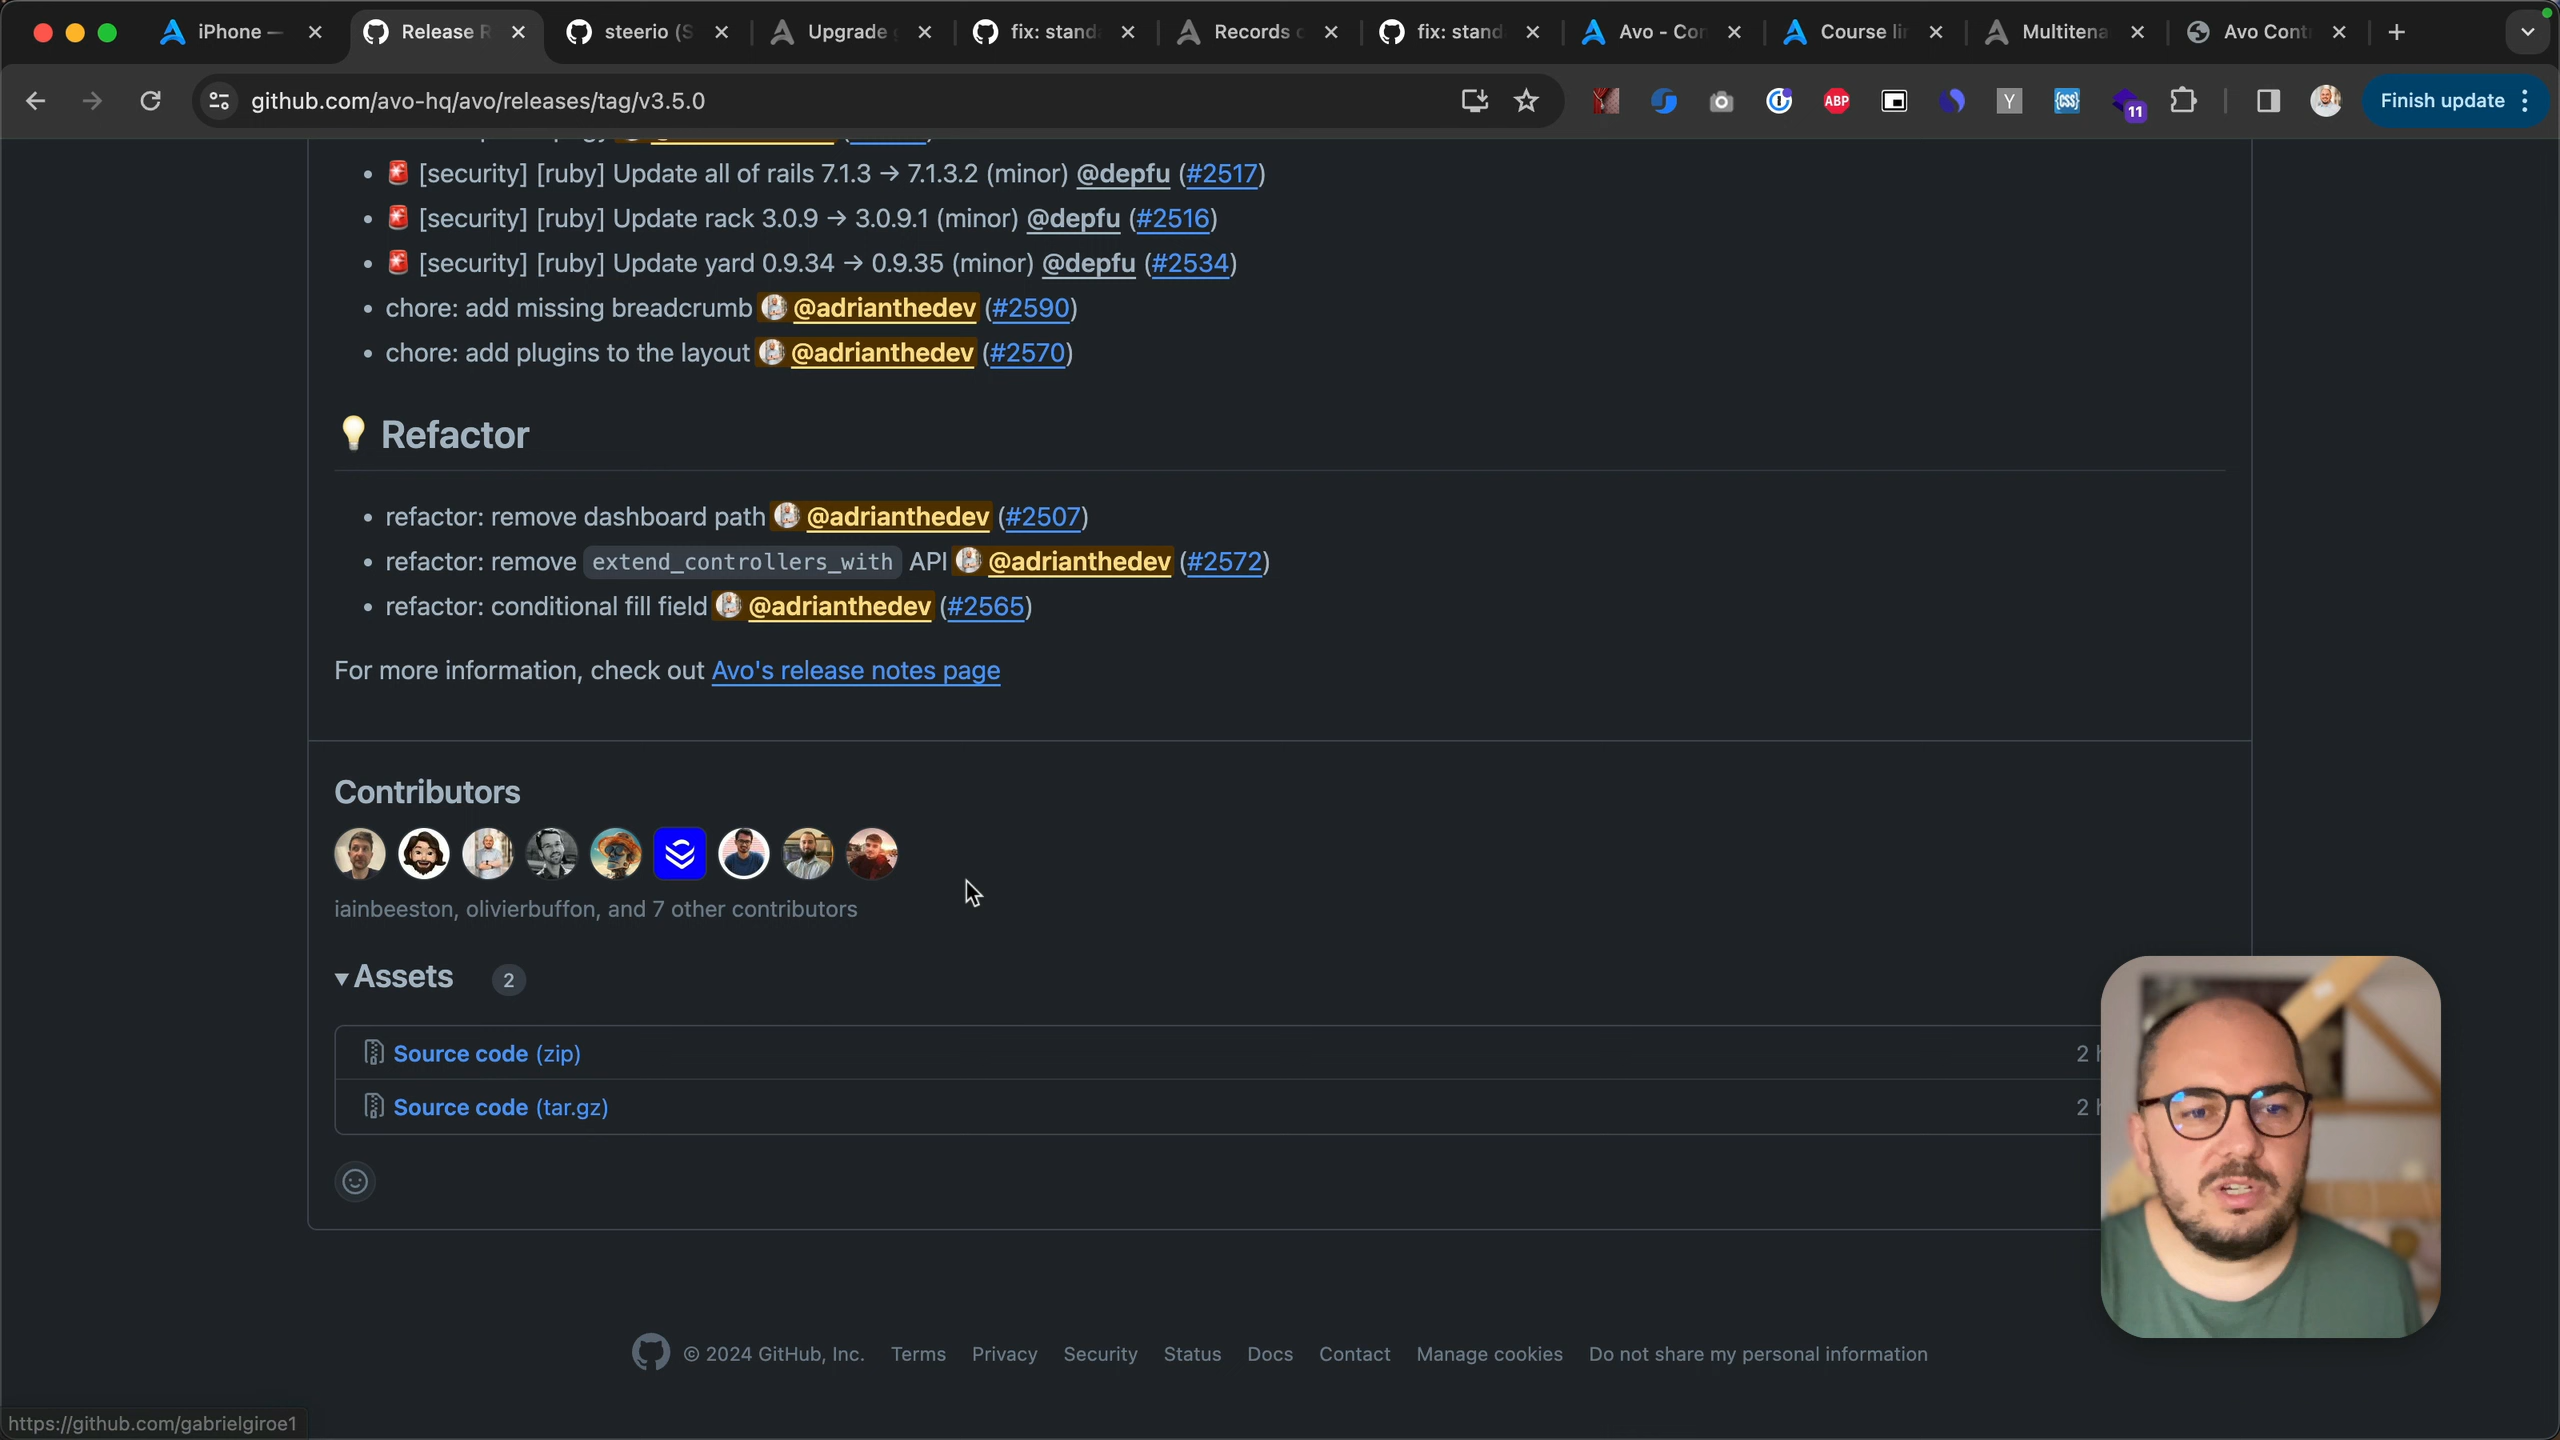 iPhone —
Release R
steerio (S
Upgrade g
fix: stand
Records o
fix: stand
Avo - Con
Course lin
Multitena
Avo Cont
github.com/avo-hq/avo/releases/tag/v3.5.0
ABP
Y
{CSS}
11
Finish update
[security] [ruby] Update all of rails 7.1.3 → 7.1.3.2 (minor) @depfu (#2517)
[security] [ruby] Update rack 3.0.9 → 3.0.9.1 (minor) @depfu (#2516)
[security] [ruby] Update yard 0.9.34 → 0.9.35 (minor) @depfu (#2534)
chore: add missing breadcrumb @adrianthedev (#2590)
chore: add plugins to the layout @adrianthedev (#2570)
Refactor
refactor: remove dashboard path @adrianthedev (#2507)
refactor: remove extend_controllers_with API @adrianthedev (#2572)
refactor: conditional fill field @adrianthedev (#2565)
For more information, check out Avo's release notes page
Contributors
iainbeeston, olivierbuffon, and 7 other contributors
Assets 2
Source code (zip) 2 h
Source code (tar.gz) 2 h
© 2024 GitHub, Inc. Terms Privacy Security Status Docs Contact Manage cookies Do not share my personal information
https://github.com/gabrielgiroe1